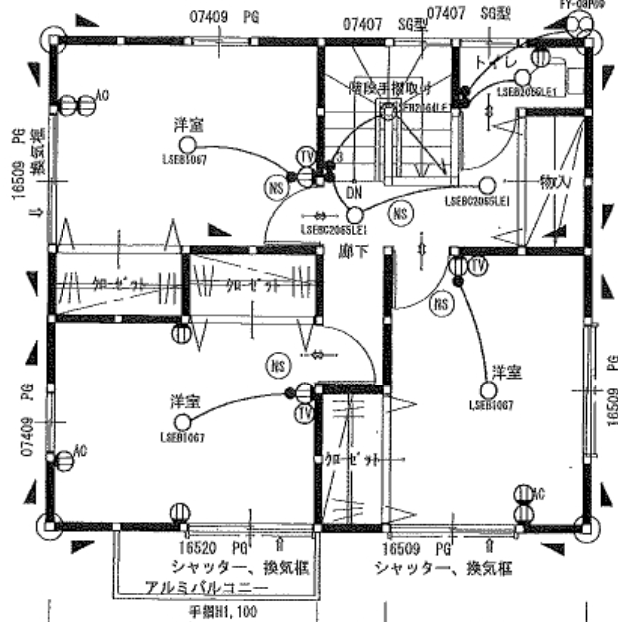 FY-08PD9
07409 PG
07407 SG型
07407 SG型
トイレ
LSEB2066LE1
階段手摺取付
AC
洋室
LSEB1067
TV
3
NS
DN
LSEBC2065LE1
NS
LSEBC2065LE1
物入
廊下
16509 PG
換気框
クローゼット
クローゼット
TV
NS
NS
洋室
LSEB1067
TV
洋室
LSEB1067
07409 PG
16509 PG
AC
クローゼット
AC
16520 PG
シャッター、換気框
16509 PG
シャッター、換気框
アルミバルコニー
手摺H1,100